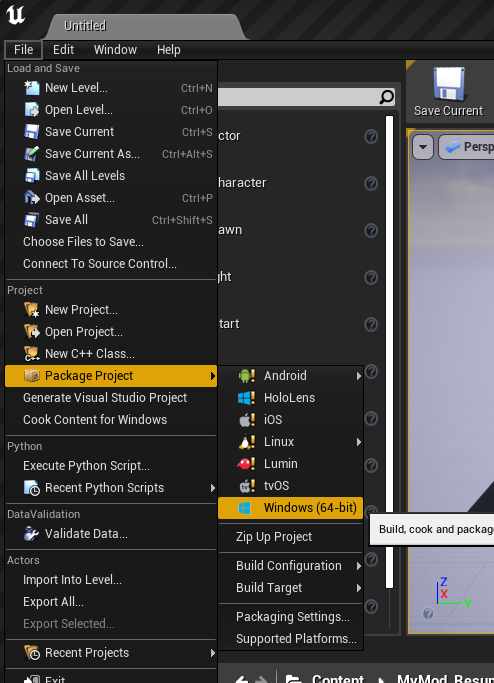 Untitled
File Edit Window Help
Load and Save
New Level... Ctrl+N
Open Level... Ctrl+O
Save Current Ctrl+S
Save Current As... Ctrl+Alt+S
Save All Levels
Open Asset... Ctrl+P
Save All Ctrl+Shift+S
Choose Files to Save...
Connect To Source Control...
Project
New Project...
Open Project...
New C++ Class...
Package Project
Generate Visual Studio Project
Cook Content for Windows
Python
Execute Python Script...
Recent Python Scripts
DataValidation
Validate Data...
Actors
Import Into Level...
Export All...
Export Selected...
Recent Projects
Exit
Android
HoloLens
iOS
Linux
Lumin
tvOS
Windows (64-bit)
Zip Up Project
Build Configuration
Build Target
Packaging Settings...
Supported Platforms...
ctor
haracter
awn
ght
tart
Save Current
Persp
Build, cook and packag
Z
X
Y
Content MyMod_Resu